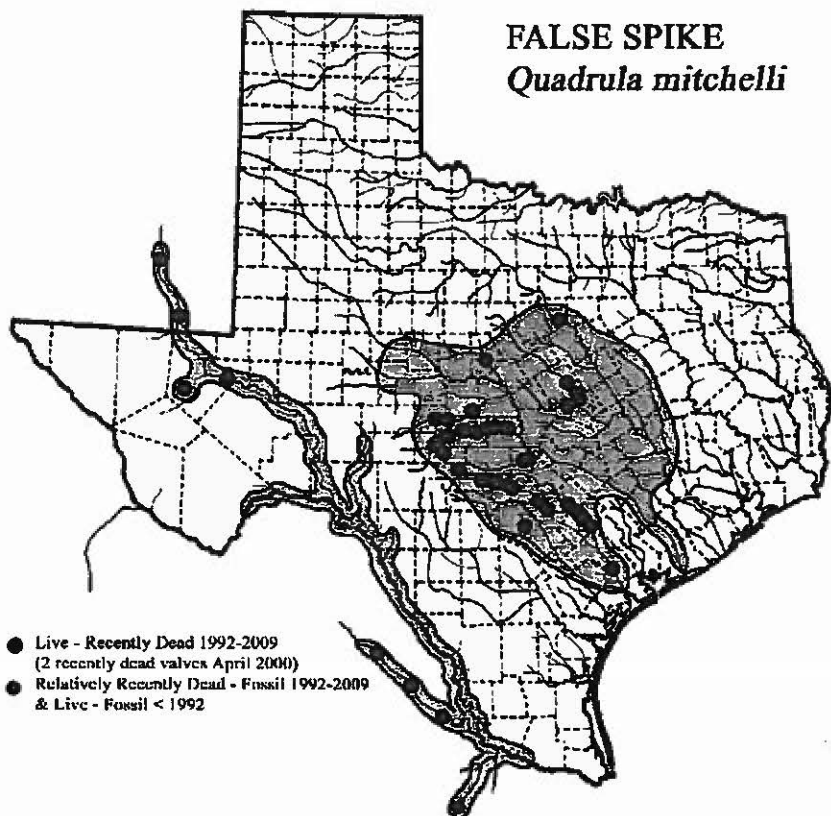 FALSE SPIKE
Quadrula mitchelli
Live - Recently Dead 1992-2009
(2 recently dead valves April 2000)
Relatively Recently Dead - Fossil 1992-2009
& Live - Fossil < 1992